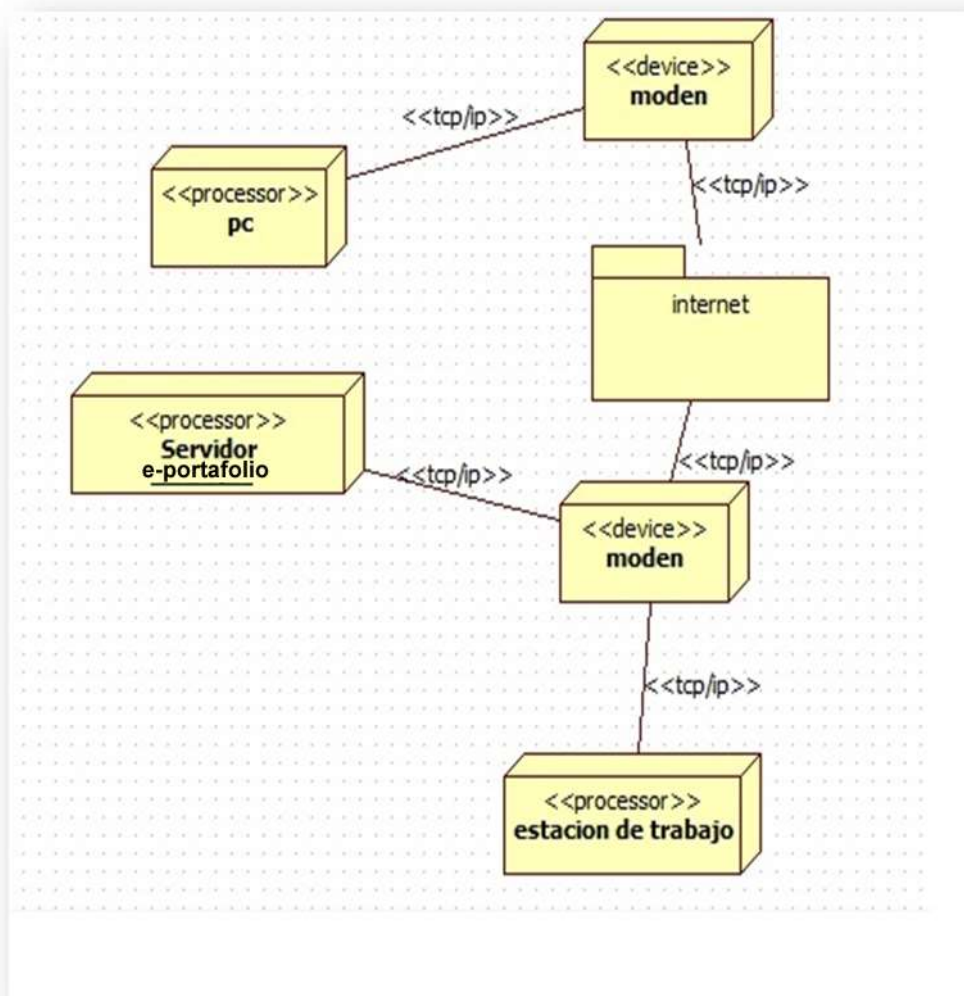 <<device>>
moden
<<tcp/ip>>
<<processor>>
pc
<<tcp/ip>>
internet
<<processor>>
Servidor
e-portafolio
<<tcp/ip>>
<<tcp/ip>>
<<device>>
moden
<<tcp/ip>>
<<processor>>
estacion de trabajo